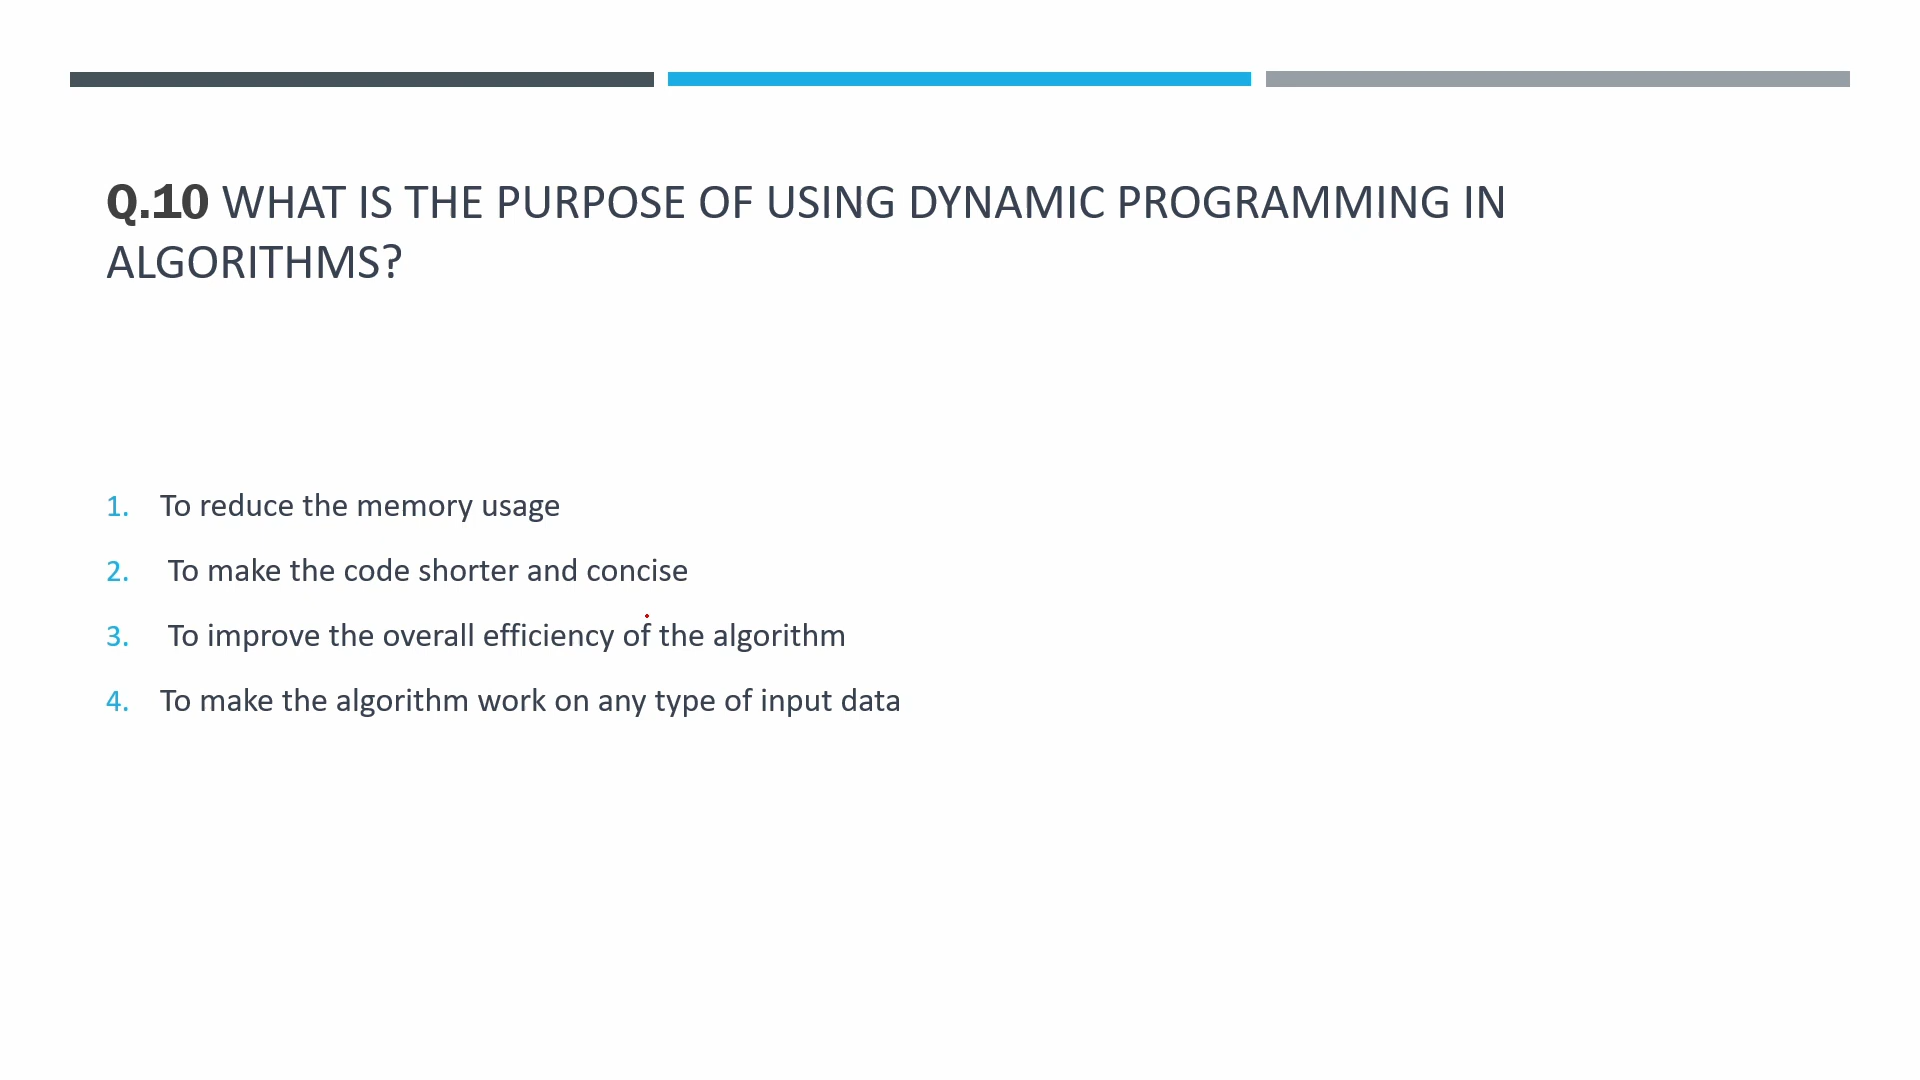 Q.10 WHAT IS THE PURPOSE OF USING DYNAMIC PROGRAMMING IN
ALGORITHMS?
1. To reduce the memory usage
2. To make the code shorter and concise
3. To improve the overall efficiency of the algorithm
4. To make the algorithm work on any type of input data